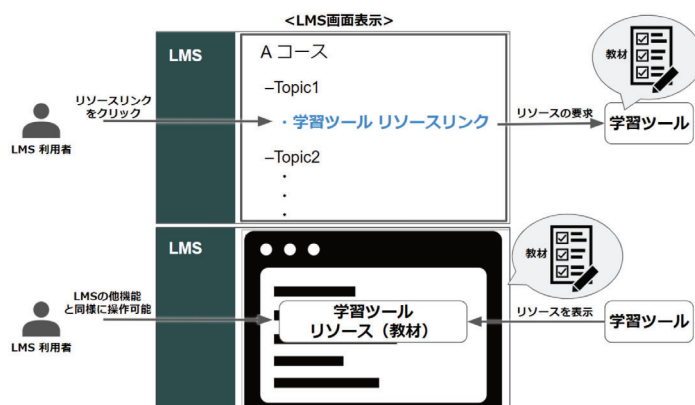 <LMS画面表示>
LMS
A コース
–Topic1
・学習ツール リソースリンク
–Topic2
・
・
・
リソースリンク
をクリック
LMS 利用者
リソースの要求
教材
学習ツール
LMS
LMSの他機能
と同様に操作可能
LMS 利用者
学習ツール
リソース（教材）
リソースを表示
教材
学習ツール